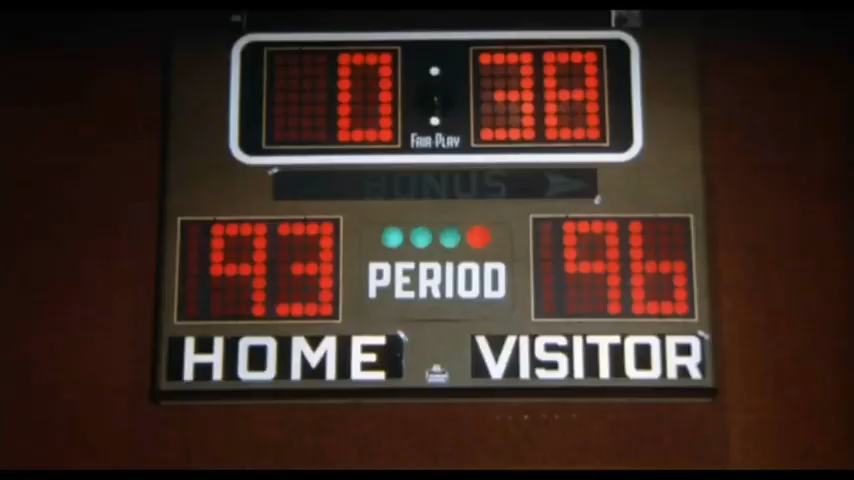 0:38
FAIR-PLAY
BONUS
93 96
PERIOD
HOME VISITOR